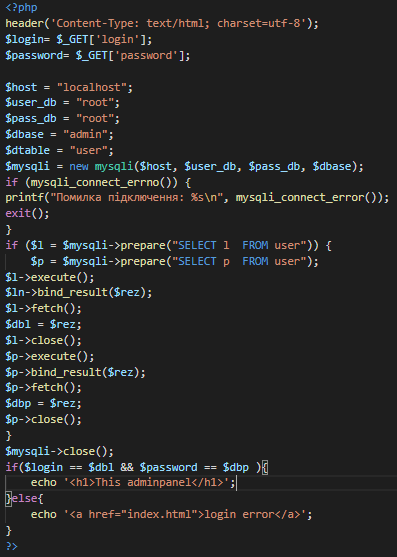 <?php
header('Content-Type: text/html; charset=utf-8');
$login= $_GET['login'];
$password= $_GET['password'];
$host = "localhost";
$user_db = "root";
$pass_db = "root";
$dbase = "admin";
$dtable = "user";
$mysqli = new mysqli($host, $user_db, $pass_db, $dbase);
if (mysqli_connect_errno()) {
printf("Помилка підключення: %s\n", mysqli_connect_error());
exit();
}
if ($l = $mysqli->prepare("SELECT l  FROM user")) {
    $p = $mysqli->prepare("SELECT p  FROM user");
$l->execute();
$ln->bind_result($rez);
$l->fetch();
$dbl = $rez;
$l->close();
$p->execute();
$p->bind_result($rez);
$p->fetch();
$dbp = $rez;
$p->close();
}
$mysqli->close();
if($login == $dbl && $password == $dbp ){
    echo '<h1>This adminpanel</h1>';
}else{
    echo '<a href="index.html">login error</a>';
}
?>